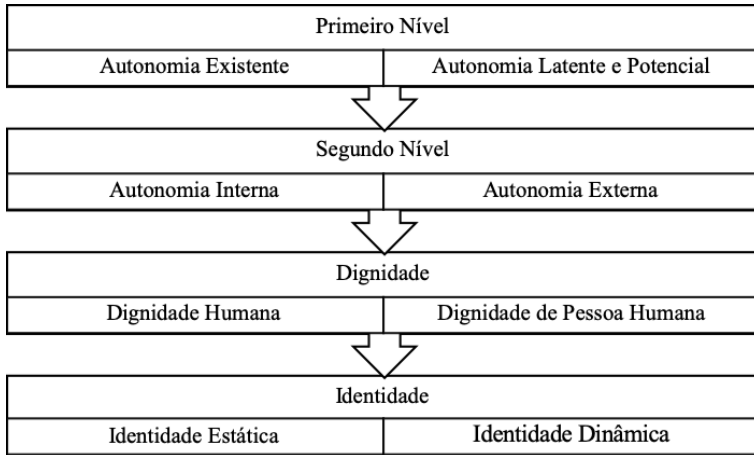 Primeiro Nível
Autonomia Existente
Autonomia Latente e Potencial
Segundo Nível
Autonomia Interna
Autonomia Externa
Dignidade
Dignidade Humana
Dignidade de Pessoa Humana
Identidade
Identidade Estática
Identidade Dinâmica